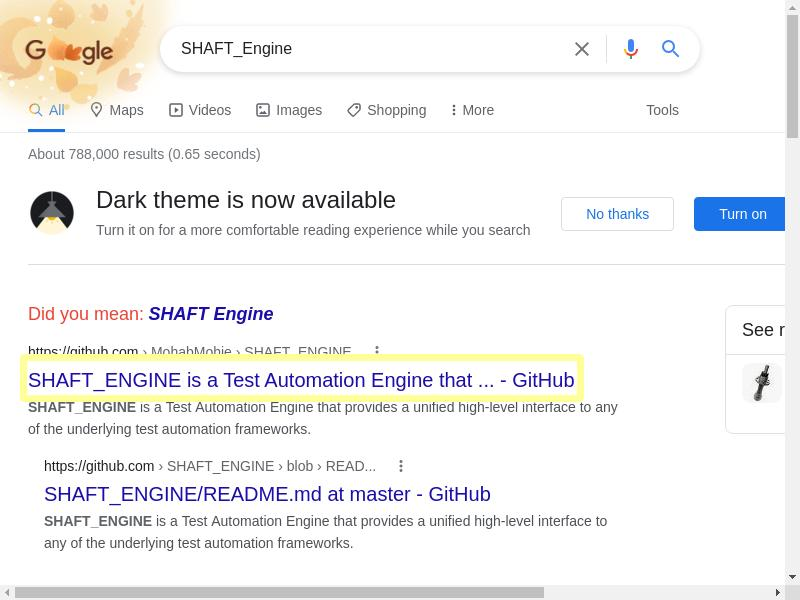 Google
SHAFT_Engine
All Maps Videos Images Shopping More Tools
About 788,000 results (0.65 seconds)
Dark theme is now available
Turn it on for a more comfortable reading experience while you search
No thanks
Turn on
Did you mean: SHAFT Engine
See r
https://github.com › MohabMohie › SHAFT_ENGINE
SHAFT_ENGINE is a Test Automation Engine that ... - GitHub
SHAFT_ENGINE is a Test Automation Engine that provides a unified high-level interface to any
of the underlying test automation frameworks.
https://github.com › SHAFT_ENGINE › blob › READ...
SHAFT_ENGINE/README.md at master - GitHub
SHAFT_ENGINE is a Test Automation Engine that provides a unified high-level interface to
any of the underlying test automation frameworks.